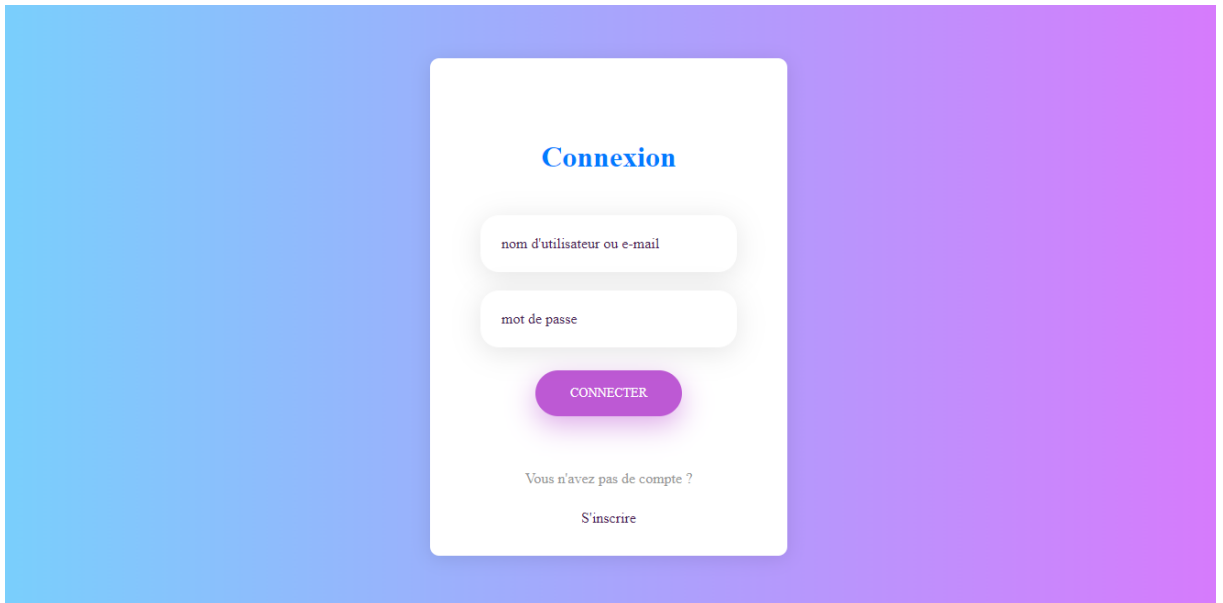 Connexion
nom d'utilisateur ou e-mail
mot de passe
CONNECTER
Vous n'avez pas de compte ?
S'inscrire